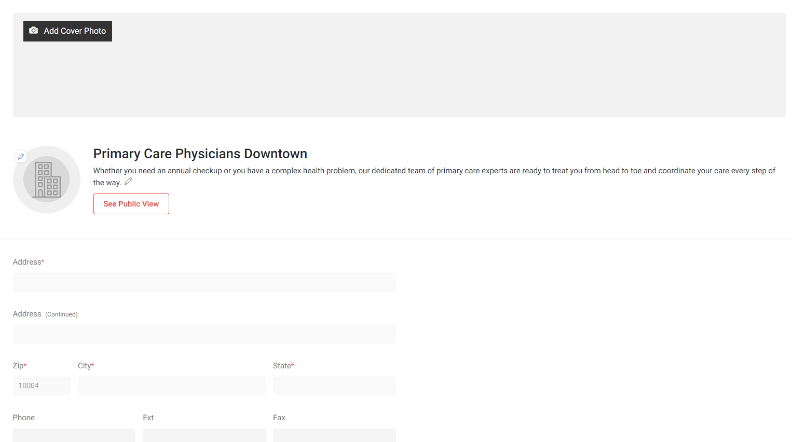 Add Cover Photo
Primary Care Physicians Downtown
Whether you need an annual checkup or you have a complex health problem, our dedicated team of primary care experts are ready to treat you from head to toe and coordinate your care every step of
the way.
See Public View
Address*
Address (Continued)
Zip* City* State*
10004
Phone Ext Fax